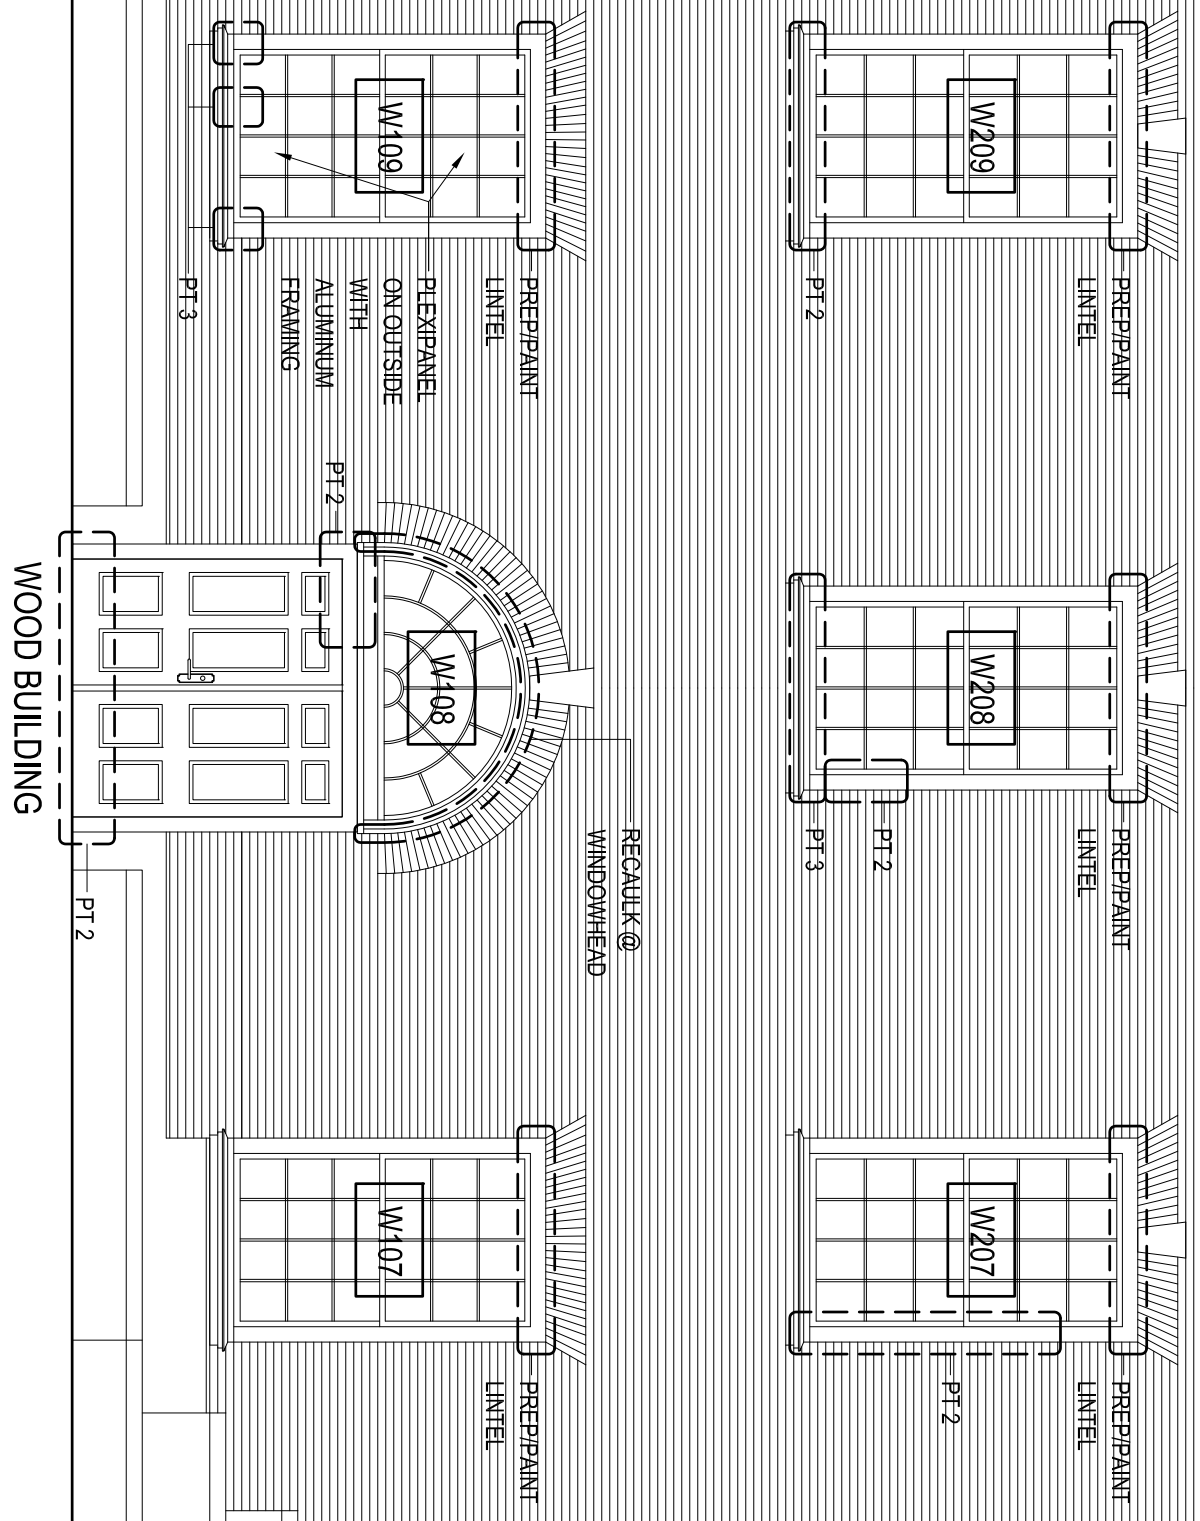 W209
PREP/PAINT
LINTEL
PT 2
W208
PREP/PAINT
LINTEL
PT 2
PT 3
W207
PREP/PAINT
LINTEL
PT 2
W109
PREP/PAINT
LINTEL
PLEXIPANEL
ON OUTSIDE
WITH
ALUMINUM
FRAMING
PT 3
RECAULK @
WINDOWHEAD
W108
PT 2
PT 2
W107
PREP/PAINT
LINTEL
WOOD BUILDING